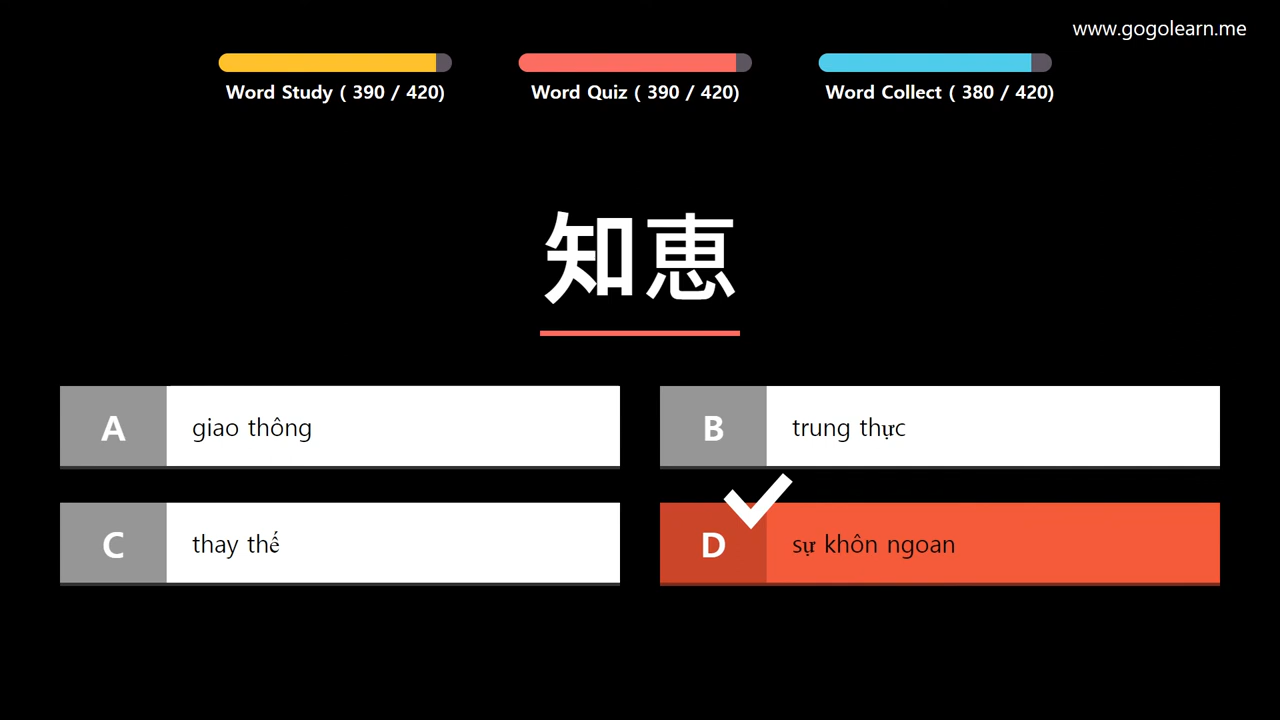 www.gogolearn.me
Word Study ( 390 / 420)
Word Quiz ( 390 / 420)
Word Collect ( 380 / 420)
知恵
A
giao thông
B
trung thực
C
thay thế
D
sự khôn ngoan